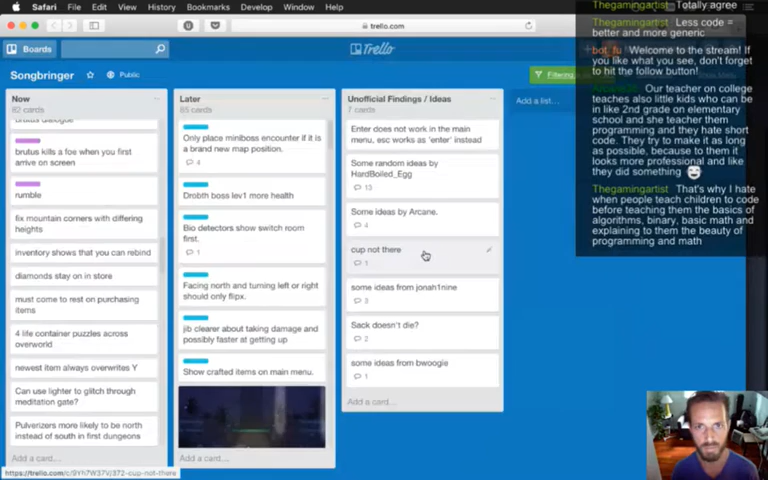 Safari File Edit View History Bookmarks Develop Window Help
trello.com
Boards
Trello
Songbringer
Public
Filtering
Now
82 cards
brutus dialogue
brutus kills a foe when you first
arrive on screen
rumble
fix mountain corners with differing
heights
inventory shows that you can rebind
diamonds stay on in store
must come to rest on purchasing
items
4 life container puzzles across
overworld
newest item always overwrites Y
Can use lighter to glitch through
meditation gate?
Pulverizers more likely to be north
instead of south in first dungeons
Add a card...
Later
85 cards
Only place miniboss encounter if it is
a brand new map position.
4
Drobth boss lev1 more health
Bio detectors show switch room
first.
1
Facing north and turning left or right
should only flipx.
jib clearer about taking damage and
possibly faster at getting up
Show crafted items on main menu.
Add a card...
Unofficial Findings / Ideas
7 cards
Enter does not work in the main
menu, esc works as 'enter' instead
Some random ideas by
HardBoiled_Egg
13
Some ideas by Arcane.
4
cup not there
1
some ideas from jonah1nine
3
Sack doesn't die?
2
some ideas from bwoogie
1
Add a card...
Add a list...
Thegamingartist Totally agree
Thegamingartist Less code =
better and more generic
bot_fu Welcome to the stream! If
you like what you see, don't forget
to hit the follow button!
Our teacher on college
teaches also little kids who can be
in like 2nd grade on elementary
school and she teacher them
programming and they hate short
code. They try to make it as long
as possible, because to them it
looks more professional and like
they did something
Thegamingartist That's why I hate
when people teach children to code
before teaching them the basics of
algorithms, binary, basic math and
explaining to them the beauty of
programming and math